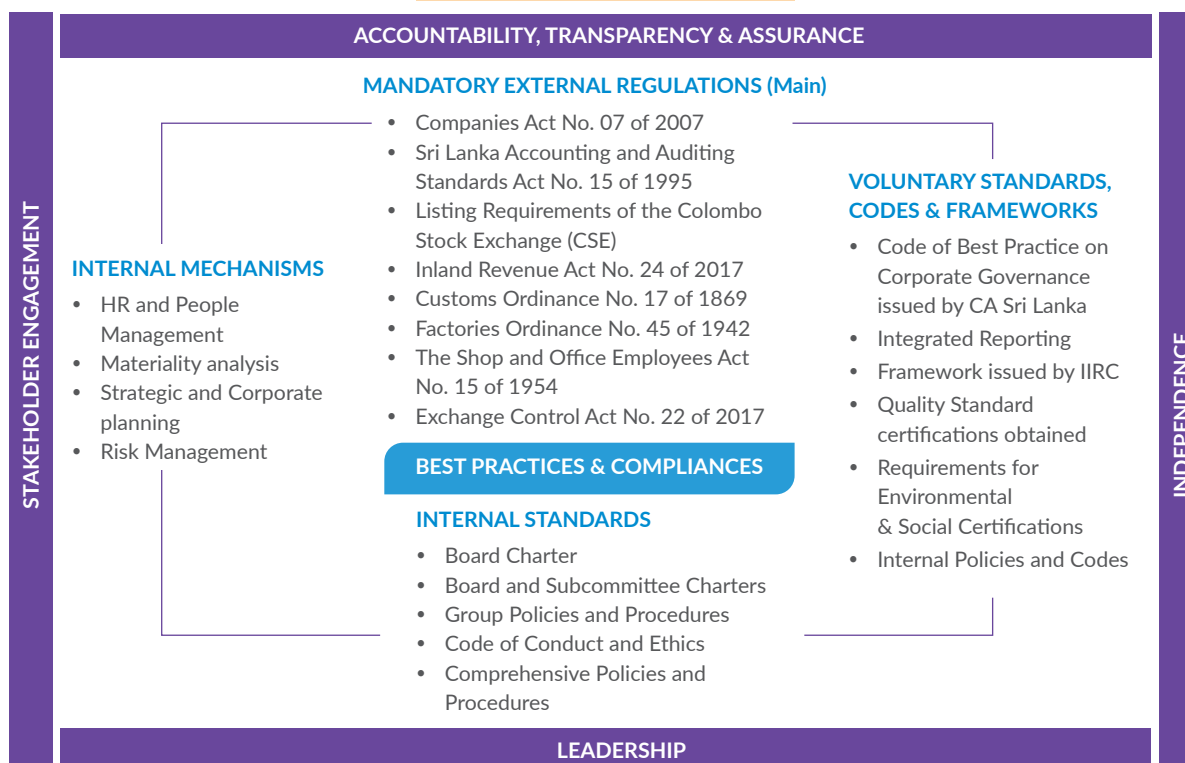 ACCOUNTABILITY, TRANSPARENCY & ASSURANCE
STAKEHOLDER ENGAGEMENT
MANDATORY EXTERNAL REGULATIONS (Main)
• Companies Act No. 07 of 2007
• Sri Lanka Accounting and Auditing
Standards Act No. 15 of 1995
• Listing Requirements of the Colombo
Stock Exchange (CSE)
• Inland Revenue Act No. 24 of 2017
• Customs Ordinance No. 17 of 1869
• Factories Ordinance No. 45 of 1942
• The Shop and Office Employees Act
No. 15 of 1954
• Exchange Control Act No. 22 of 2017
INTERNAL MECHANISMS
• HR and People
Management
• Materiality analysis
• Strategic and Corporate
planning
• Risk Management
VOLUNTARY STANDARDS,
CODES & FRAMEWORKS
• Code of Best Practice on
Corporate Governance
issued by CA Sri Lanka
• Integrated Reporting
• Framework issued by IIRC
• Quality Standard
certifications obtained
• Requirements for
Environmental
& Social Certifications
• Internal Policies and Codes
BEST PRACTICES & COMPLIANCES
INTERNAL STANDARDS
• Board Charter
• Board and Subcommittee Charters
• Group Policies and Procedures
• Code of Conduct and Ethics
• Comprehensive Policies and
Procedures
INDEPENDENCE
LEADERSHIP